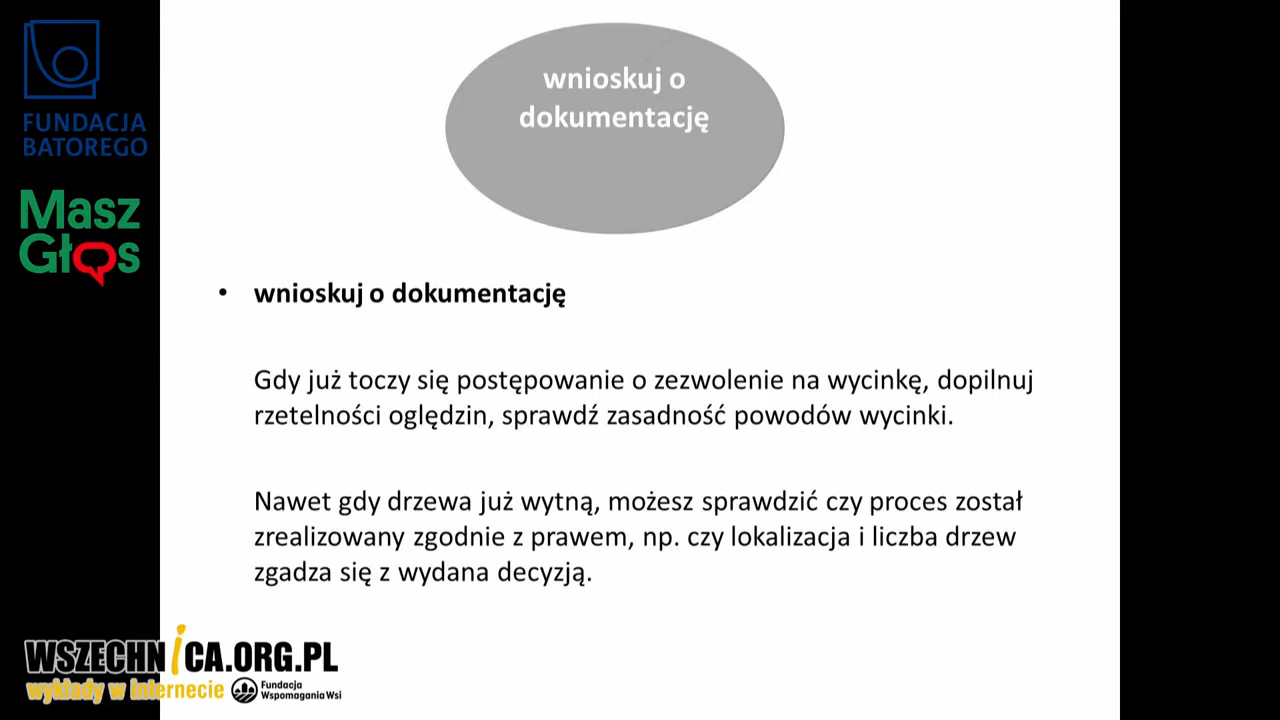 FUNDACJA
BATOREGO
Masz
Głos
wnioskuj o
dokumentację
• wnioskuj o dokumentację
Gdy już toczy się postępowanie o zezwolenie na wycinkę, dopilnuj
rzetelności oględzin, sprawdź zasadność powodów wycinki.
Nawet gdy drzewa już wytną, możesz sprawdzić czy proces został
zrealizowany zgodnie z prawem, np. czy lokalizacja i liczba drzew
zgadza się z wydana decyzją.
WSZECHNiCA.ORG.PL
wykłady w internecie
Fundacja
Wspomagania Wsi